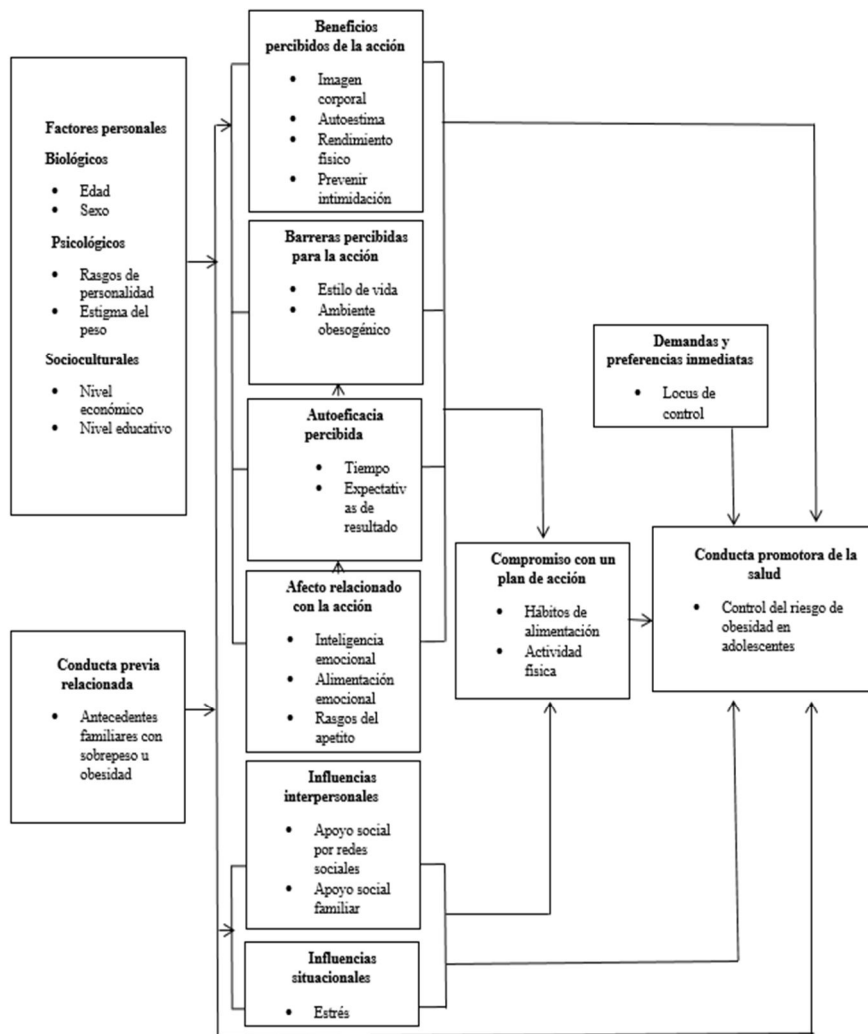 Factores personales
Biológicos
• Edad
• Sexo
Psicológicos
• Rasgos de
personalidad
• Estigma del
peso
Socioculturales
• Nivel
económico
• Nivel educativo
Conducta previa
relacionada
• Antecedentes
familiares con
sobrepeso u
obesidad
Beneficios
percibidos de la acción
• Imagen
corporal
• Autoestima
• Rendimiento
físico
• Prevenir
intimidación
Barreras percibidas
para la acción
• Estilo de vida
• Ambiente
obesogénico
Autoeficacia
percibida
• Tiempo
• Expectativ
as de
resultado
Afecto relacionado
con la acción
• Inteligencia
emocional
• Alimentación
emocional
• Rasgos del
apetito
Influencias
interpersonales
• Apoyo social
por redes
sociales
• Apoyo social
familiar
Influencias
situacionales
• Estrés
Compromiso con un
plan de acción
• Hábitos de
alimentación
• Actividad
física
Demandas y
preferencias inmediatas
• Locus de
control
Conducta promotora de la
salud
• Control del riesgo de
obesidad en
adolescentes